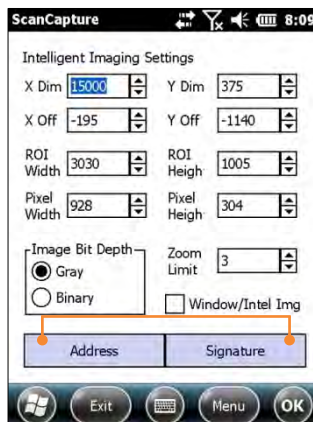 ScanCapture 8:09
Intelligent Imaging Settings
X Dim 15000 Y Dim 375
X Off -195 Y Off -1140
ROI Width 3030 ROI Heigh 1005
Pixel Width 928 Pixel Heigh 304
Image Bit Depth Zoom Limit 3
Gray
Binary Window/Intel Img
Address Signature
Exit Menu OK